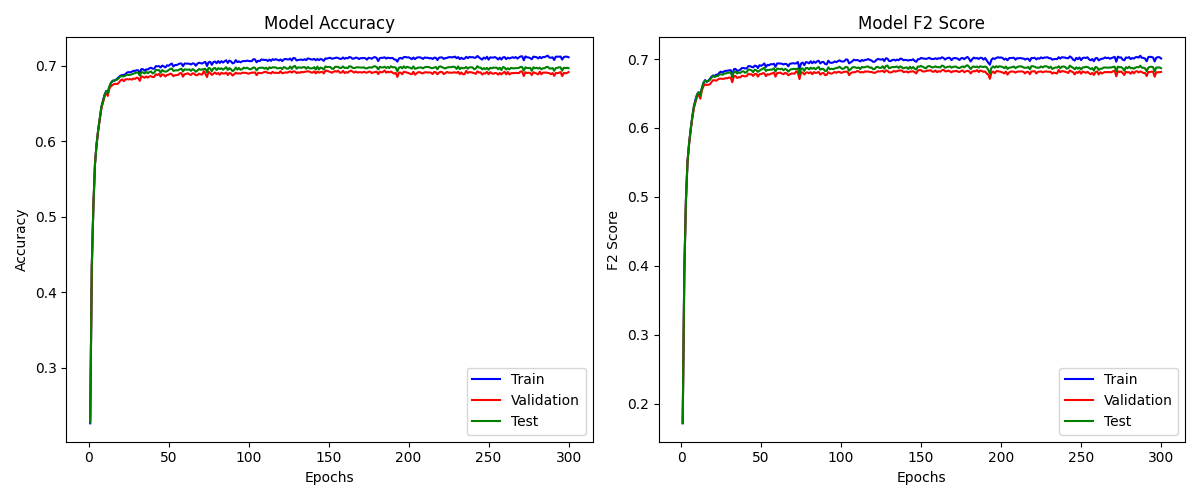 Model Accuracy
Accuracy
0.7
0.6
0.5
0.4
0.3
0 50 100 150 200 250 300
Epochs
Train
Validation
Test
Model F2 Score
F2 Score
0.7
0.6
0.5
0.4
0.3
0.2
0 50 100 150 200 250 300
Epochs
Train
Validation
Test